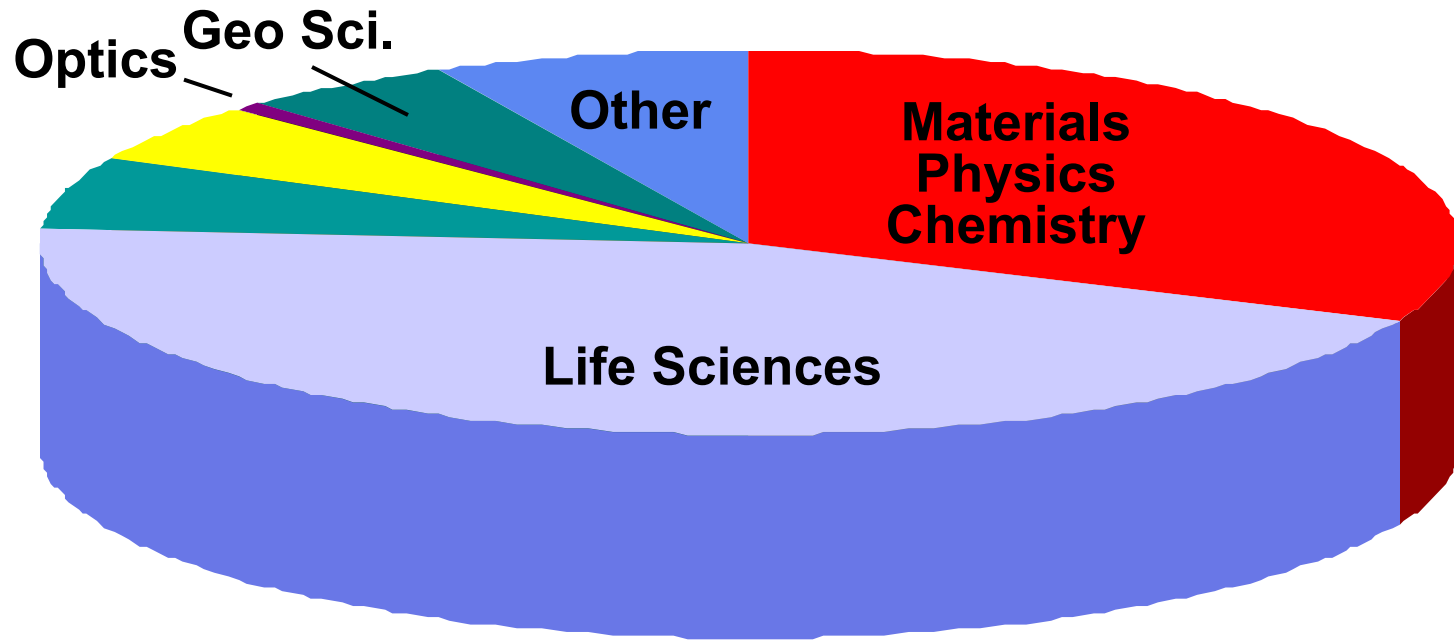 Optics
Geo Sci.
Other
Materials
Physics
Chemistry
Life Sciences